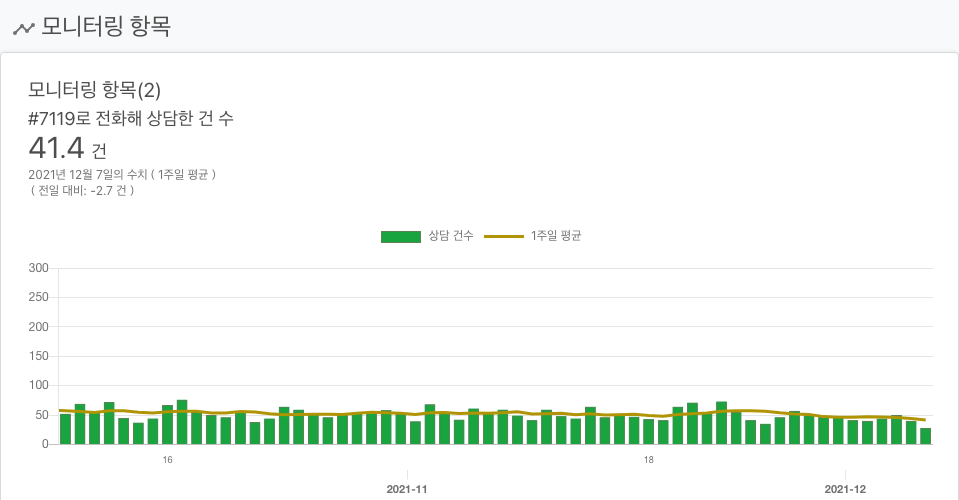 모니터링 항목
모니터링 항목(2)
#7119로 전화해 상담한 건 수
41.4 건
2021년 12월 7일의 수치 ( 1주일 평균 )
( 전일 대비: -2.7 건 )
상담 건수 1주일 평균
300
250
200
150
100
50
0
16 18
2021-11 2021-12